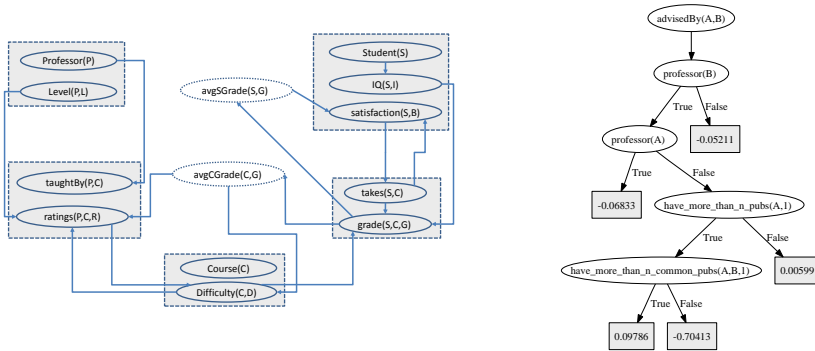 Professor(P)
Level(P,L)
taughtBy(P,C)
ratings(P,C,R)
avgSGrade(S,G)
avgCGrade(C,G)
Student(S)
IQ(S,I)
satisfaction(S,B)
takes(S,C)
grade(S,C,G)
Course(C)
Difficulty(C,D)
advisedBy(A,B)
professor(B)
True
False
professor(A)
-0.05211
True
False
-0.06833
have_more_than_n_pubs(A,1)
True
False
have_more_than_n_common_pubs(A,B,1)
0.00599
True
False
0.09786
-0.70413